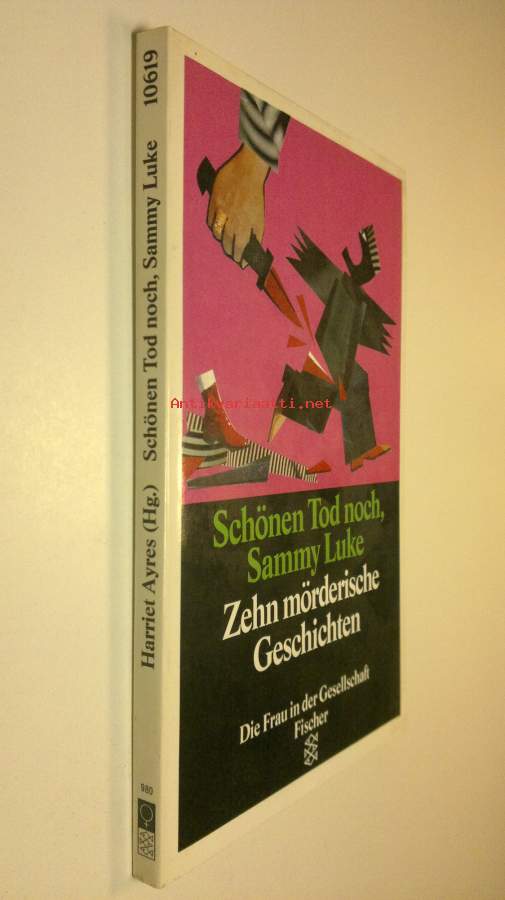 Harriet Ayres (Hg.) Schönen Tod noch, Sammy Luke 10619
980
Antikvariaatti.net
Schönen Tod noch,
Sammy Luke
Zehn mörderische
Geschichten
Die Frau in der Gesellschaft
Fischer